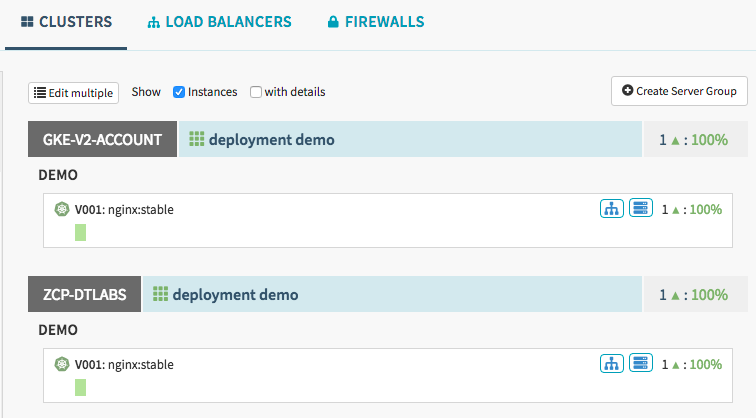 CLUSTERS LOAD BALANCERS FIREWALLS
Edit multiple Show Instances with details Create Server Group
GKE-V2-ACCOUNT deployment demo 1 ▲ : 100%
DEMO
V001: nginx:stable 1 ▲ : 100%
ZCP-DTLABS deployment demo 1 ▲ : 100%
DEMO
V001: nginx:stable 1 ▲ : 100%